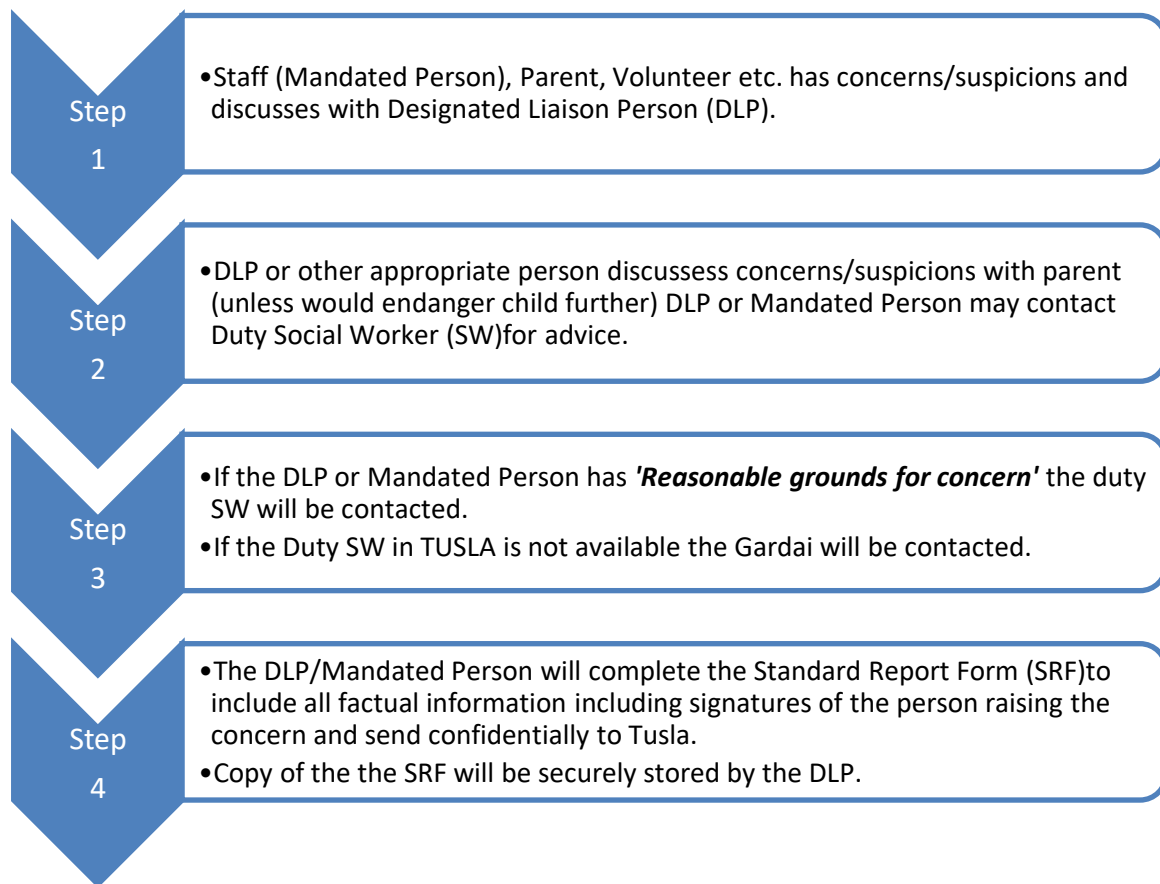 Step
1
•Staff (Mandated Person), Parent, Volunteer etc. has concerns/suspicions and
discusses with Designated Liaison Person (DLP).
Step
2
•DLP or other appropriate person discussess concerns/suspicions with parent
(unless would endanger child further) DLP or Mandated Person may contact
Duty Social Worker (SW)for advice.
Step
3
•If the DLP or Mandated Person has 'Reasonable grounds for concern' the duty
SW will be contacted.
•If the Duty SW in TUSLA is not available the Gardai will be contacted.
Step
4
•The DLP/Mandated Person will complete the Standard Report Form (SRF)to
include all factual information including signatures of the person raising the
concern and send confidentially to Tusla.
•Copy of the the SRF will be securely stored by the DLP.